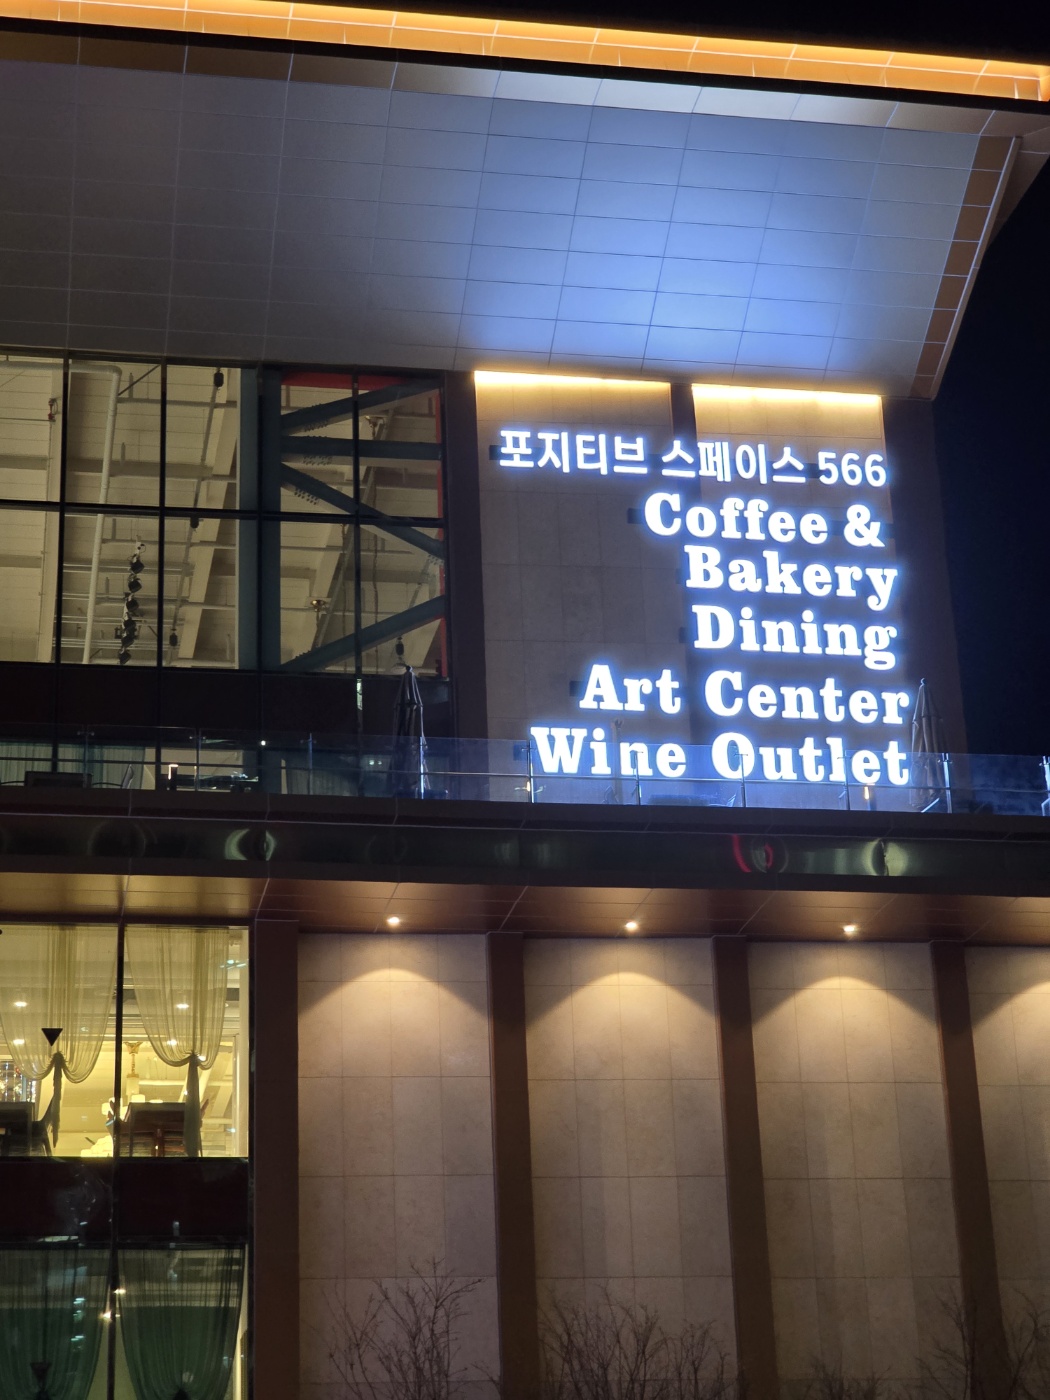 포지티브 스페이스 566
Coffee &
Bakery
Dining
Art Center
Wine Outlet